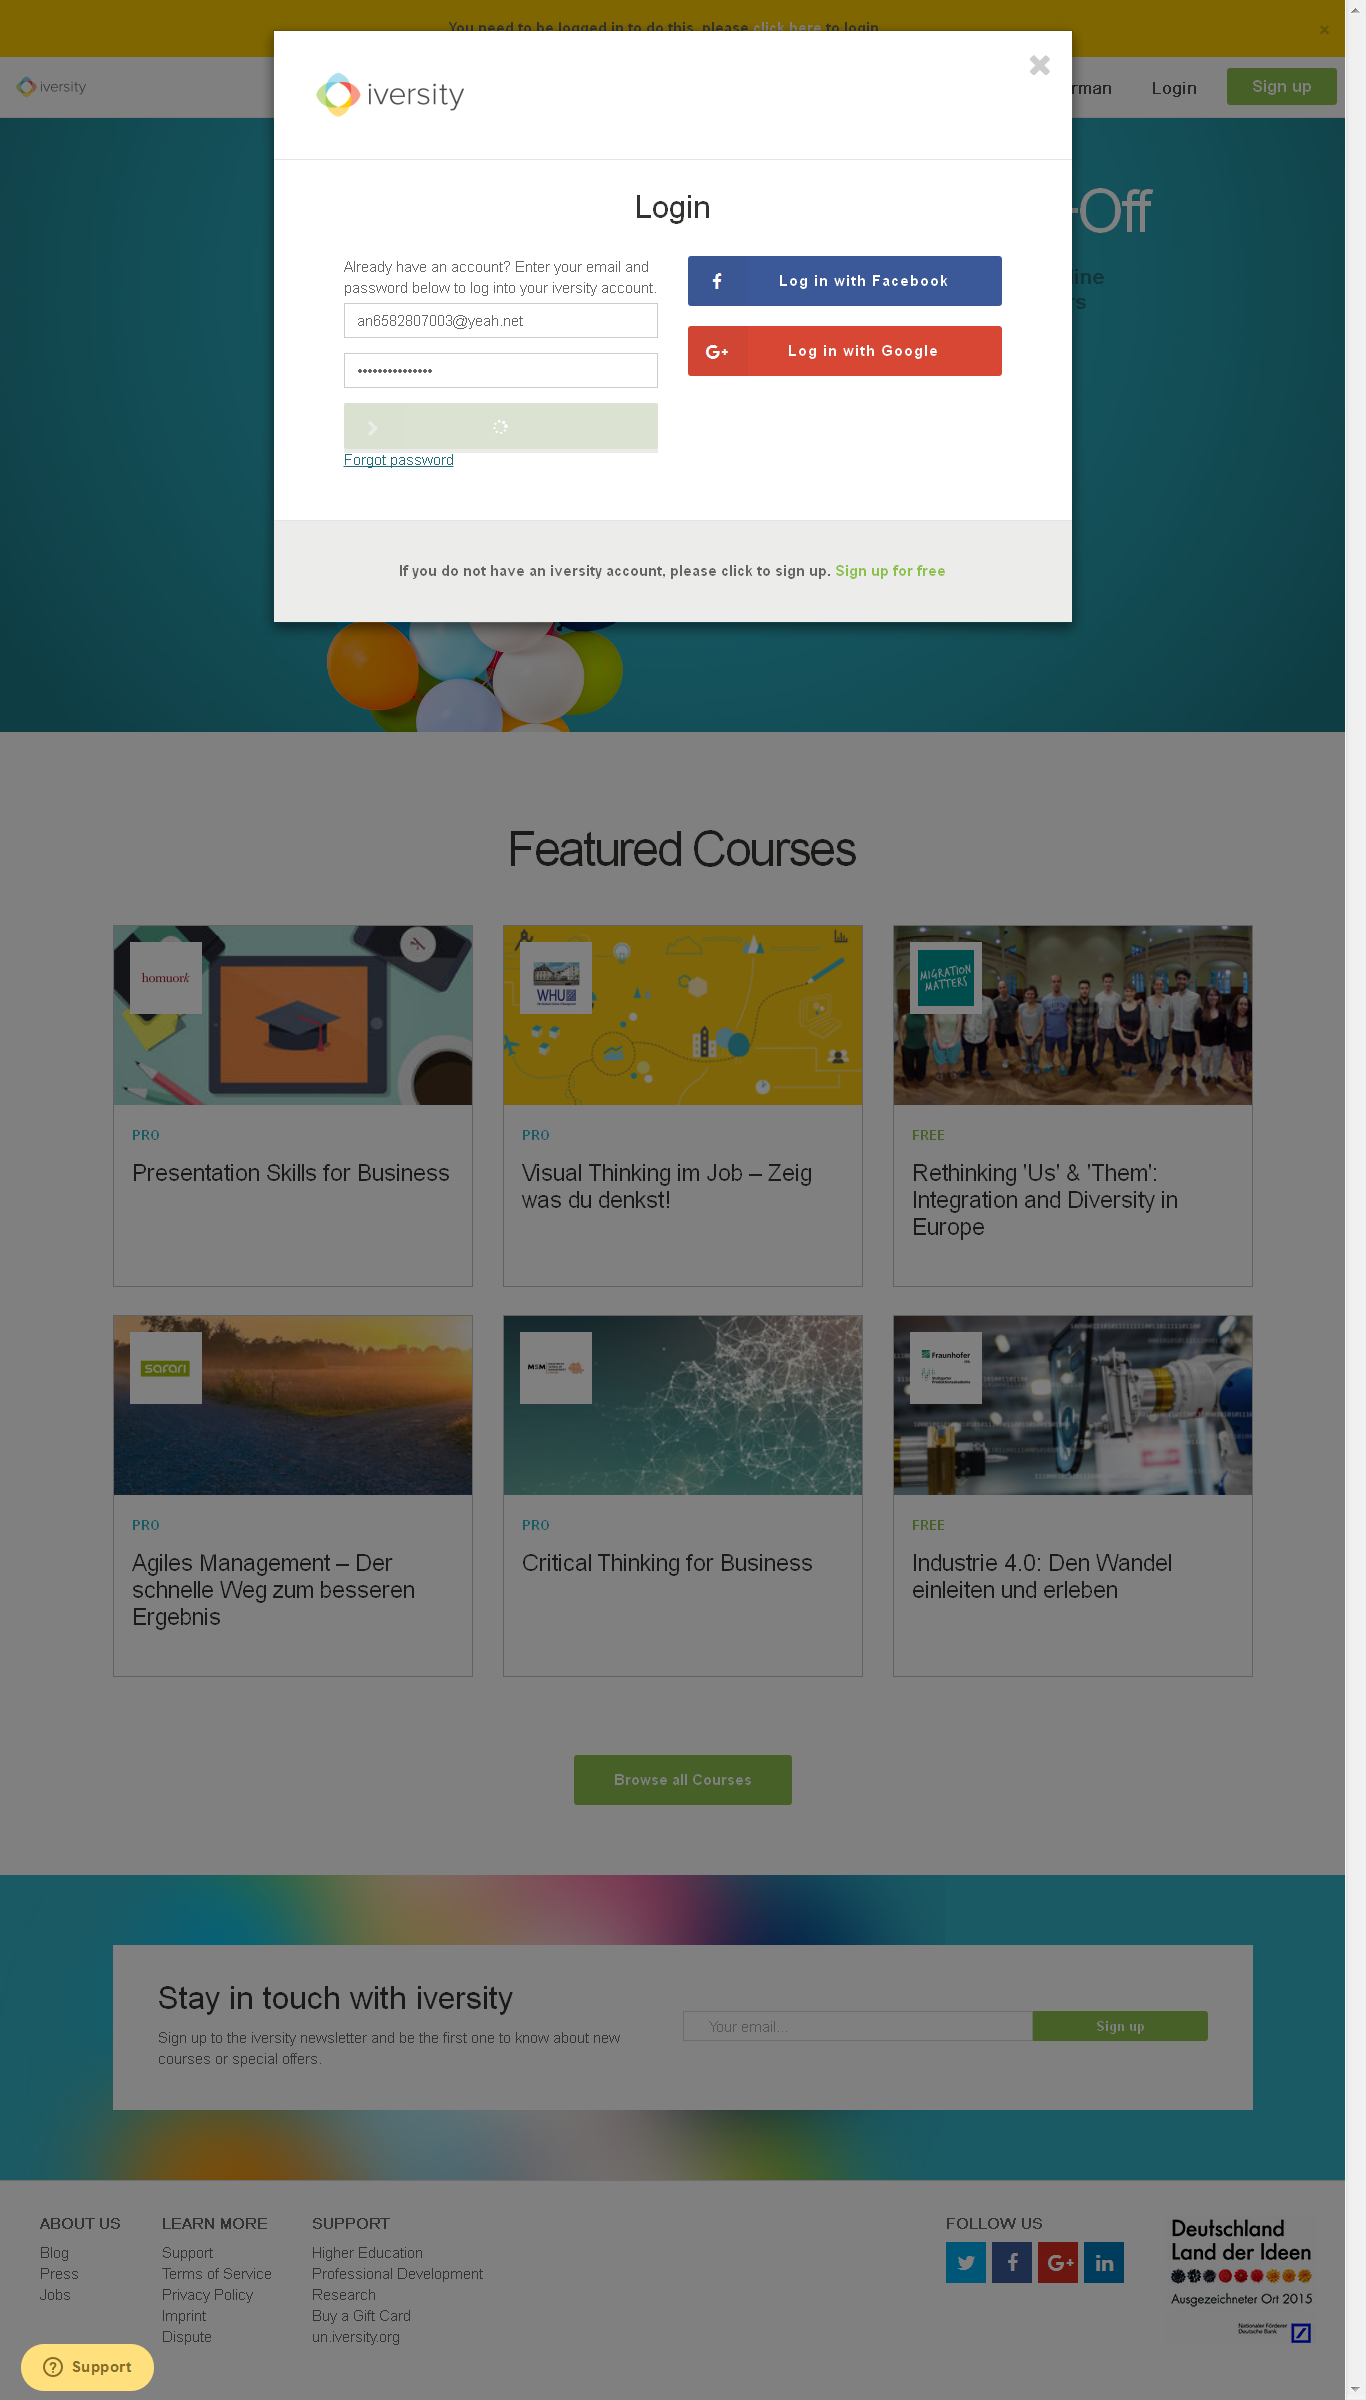 You need to be logged in to do this, please click here to login.
×
iversity
rman
Login
Sign up
iversity
-Off
ine
s
Login
Already have an account? Enter your email and
password below to log into your iversity account.
an6582807003@yeah.net
Forgot password
Log in with Facebook
Log in with Google
If you do not have an iversity account, please click to sign up. Sign up for free
Featured Courses
homuork
PRO
Presentation Skills for Business
WHU
PRO
Visual Thinking im Job – Zeig
was du denkst!
MIGRATION
MATTERS
FREE
Rethinking 'Us' & 'Them':
Integration and Diversity in
Europe
safari
PRO
Agiles Management – Der
schnelle Weg zum besseren
Ergebnis
MSM
PRO
Critical Thinking for Business
Fraunhofer
FREE
Industrie 4.0: Den Wandel
einleiten und erleben
Browse all Courses
Stay in touch with iversity
Sign up to the iversity newsletter and be the first one to know about new
courses or special offers.
Your email...
Sign up
ABOUT US
Blog
Press
Jobs
LEARN MORE
Support
Terms of Service
Privacy Policy
Imprint
Dispute
SUPPORT
Higher Education
Professional Development
Research
Buy a Gift Card
un.iversity.org
FOLLOW US
Deutschland
Land der Ideen
Ausgezeichneter Ort 2015
Nationaler Förderer
Deutsche Bank
Support